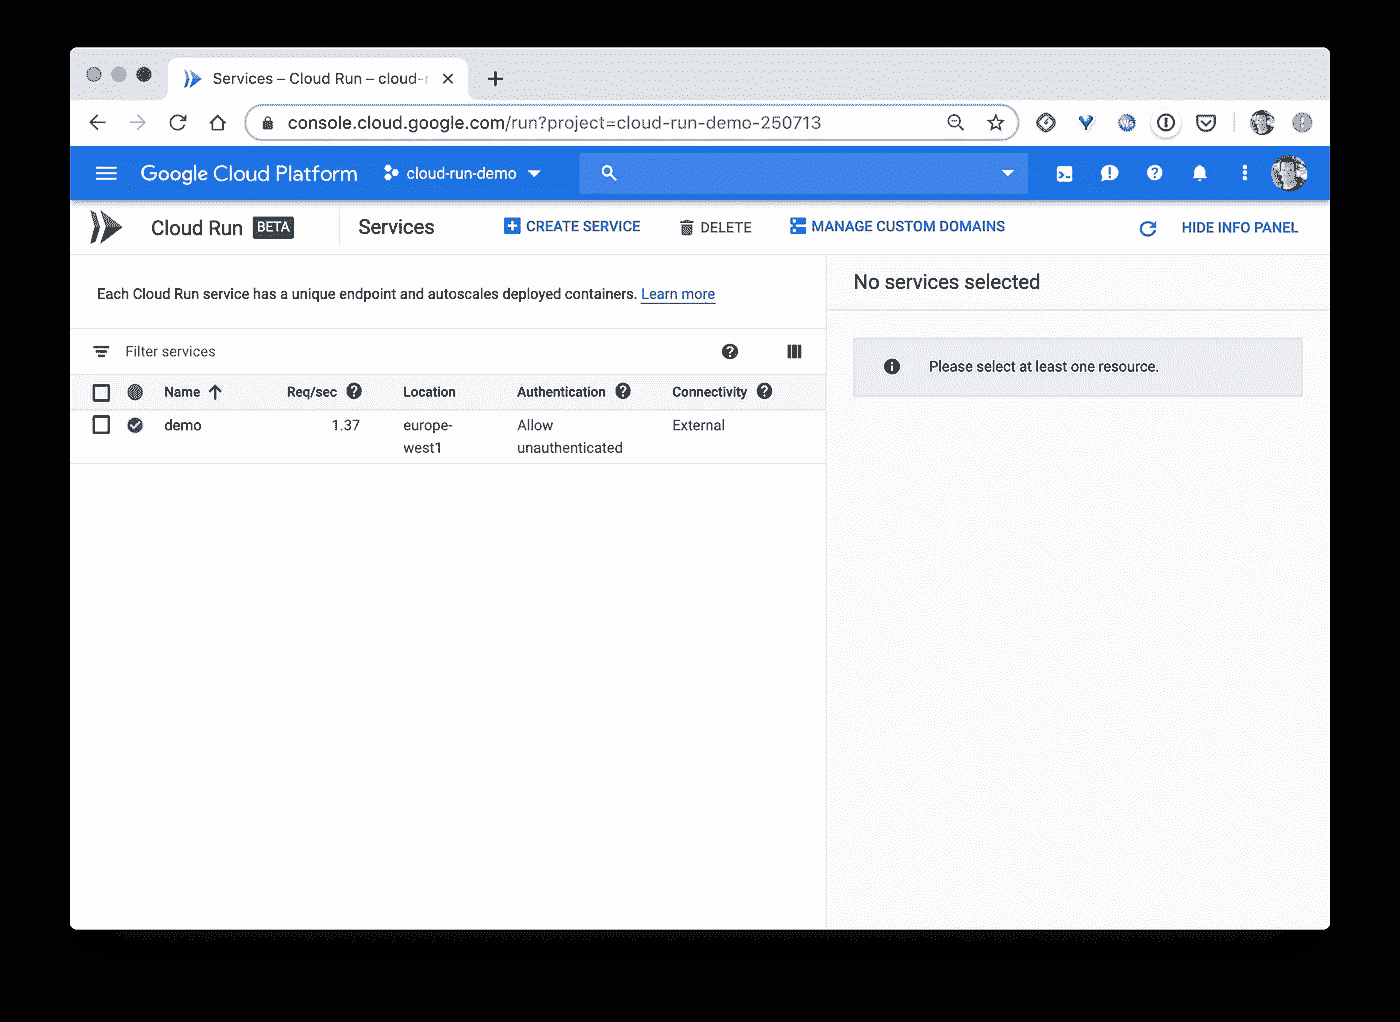 Services – Cloud Run – cloud-r
console.cloud.google.com/run?project=cloud-run-demo-250713
Google Cloud Platform cloud-run-demo
Cloud Run BETA Services CREATE SERVICE DELETE MANAGE CUSTOM DOMAINS HIDE INFO PANEL
Each Cloud Run service has a unique endpoint and autoscales deployed containers. Learn more
Filter services
Name Req/sec Location Authentication Connectivity
demo 1.37 europe-west1 Allow unauthenticated External
No services selected
Please select at least one resource.